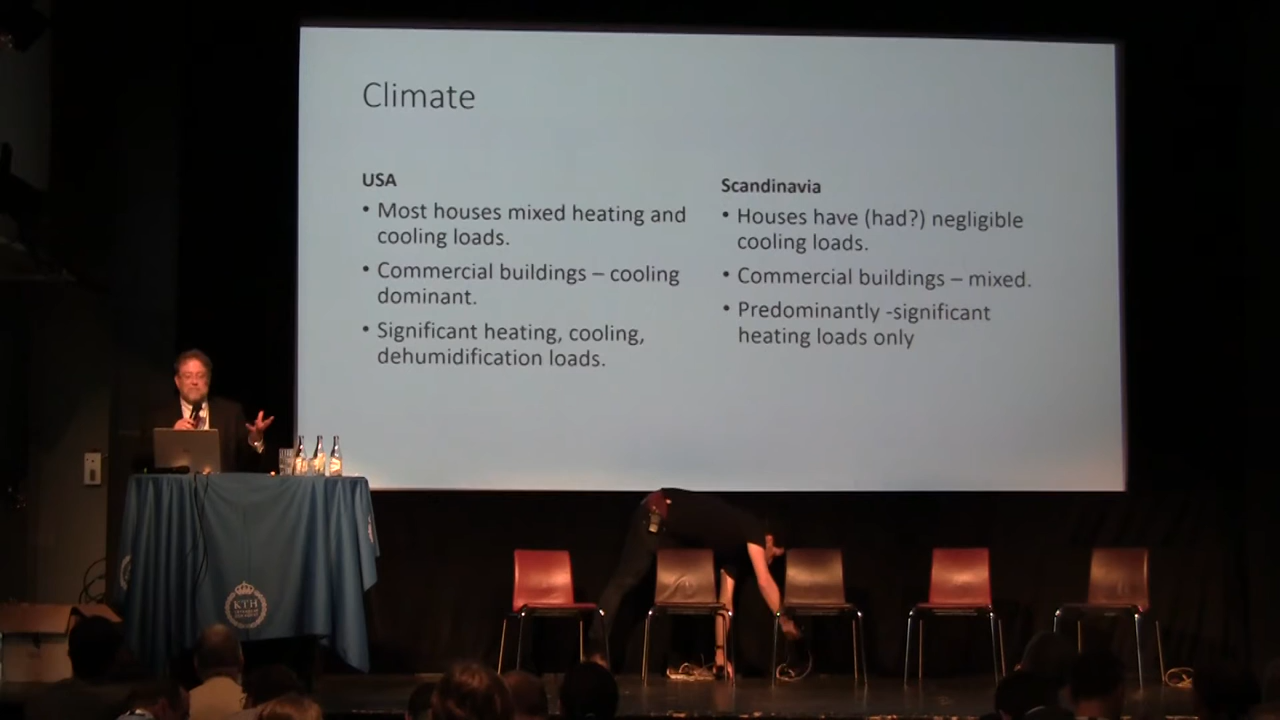 Climate
USA
• Most houses mixed heating and
cooling loads.
• Commercial buildings – cooling
dominant.
• Significant heating, cooling,
dehumidification loads.
Scandinavia
• Houses have (had?) negligible
cooling loads.
• Commercial buildings – mixed.
• Predominantly -significant
heating loads only
KTH